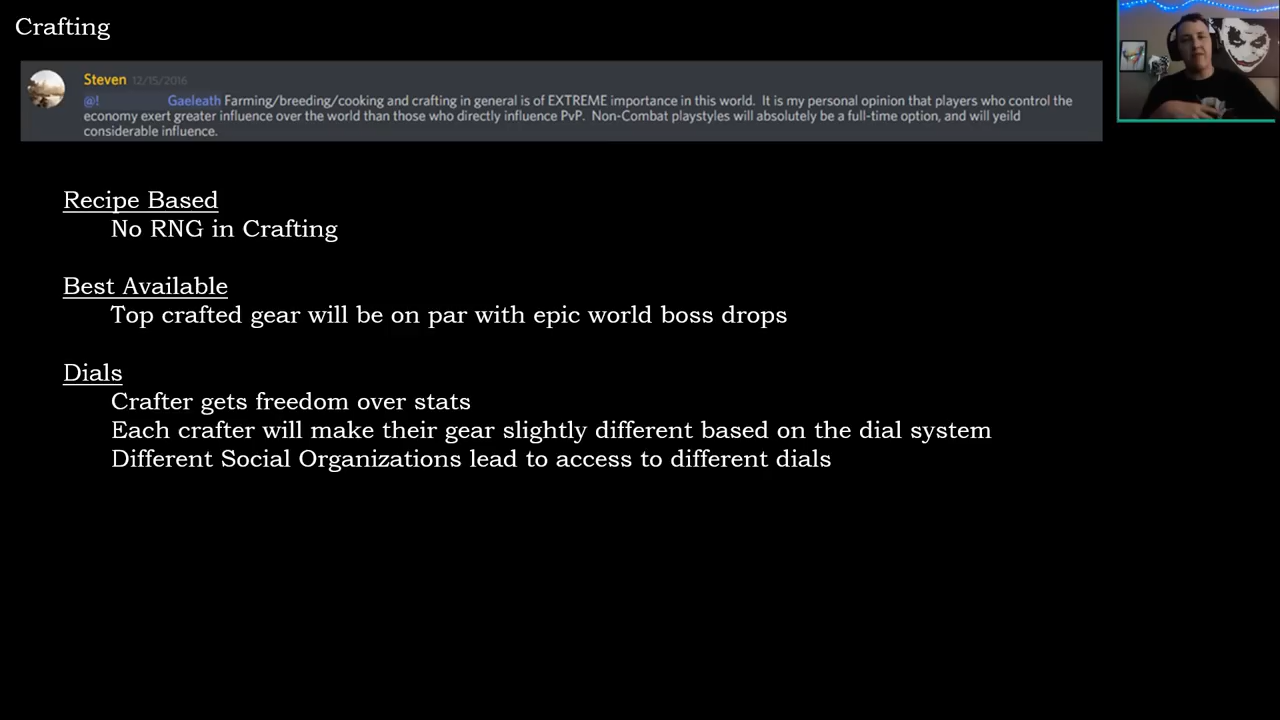 Crafting
Steven 12/15/2016
@! Gaeleath Farming/breeding/cooking and crafting in general is of EXTREME importance in this world. It is my personal opinion that players who control the
economy exert greater influence over the world than those who directly influence PvP. Non-Combat playstyles will absolutely be a full-time option, and will yeild
considerable influence.
Recipe Based
No RNG in Crafting
Best Available
Top crafted gear will be on par with epic world boss drops
Dials
Crafter gets freedom over stats
Each crafter will make their gear slightly different based on the dial system
Different Social Organizations lead to access to different dials